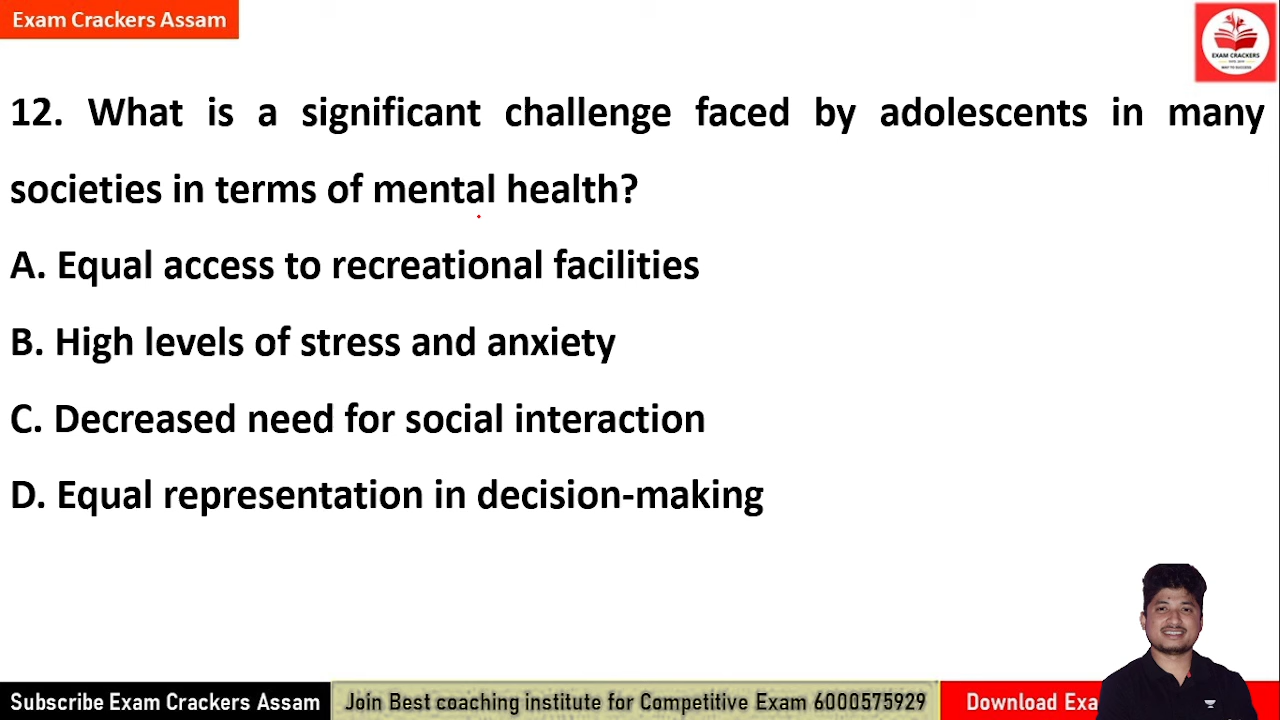 Exam Crackers Assam
EXAM CRACKERS
12. What is a significant challenge faced by adolescents in many
societies in terms of mental health?
A. Equal access to recreational facilities
B. High levels of stress and anxiety
C. Decreased need for social interaction
D. Equal representation in decision-making
Subscribe Exam Crackers Assam
Join Best coaching institute for Competitive Exam 6000575929
Download Exa